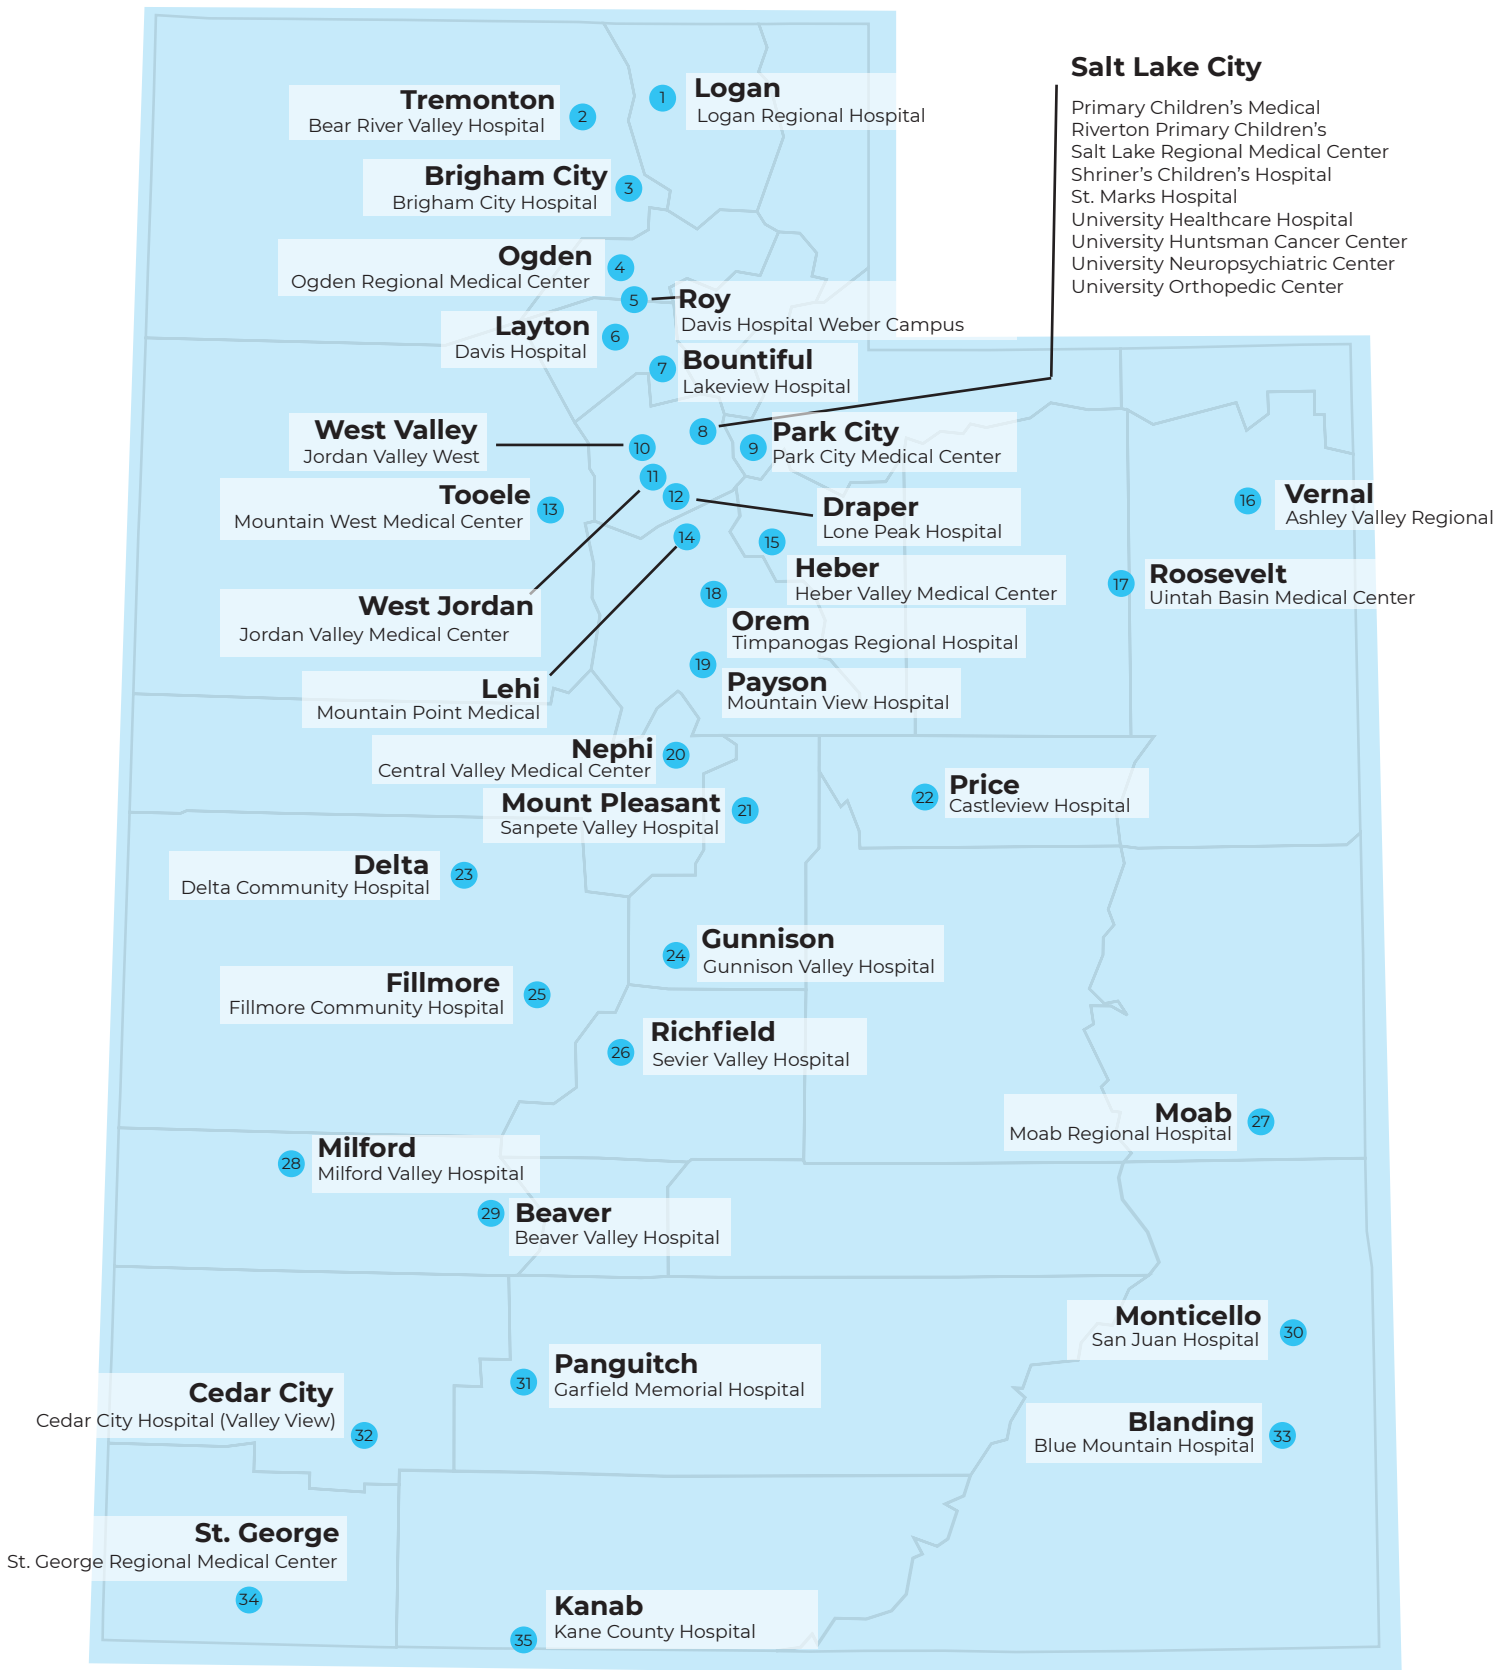 Salt Lake City
Primary Children’s Medical
Riverton Primary Children’s
Salt Lake Regional Medical Center
Shriner’s Children’s Hospital
St. Marks Hospital
University Healthcare Hospital
University Huntsman Cancer Center
University Neuropsychiatric Center
University Orthopedic Center
1
Logan
Logan Regional Hospital
Tremonton
Bear River Valley Hospital
2
Brigham City
Brigham City Hospital
3
Ogden
Ogden Regional Medical Center
4
5
Roy
Davis Hospital Weber Campus
Layton
Davis Hospital
6
7
Bountiful
Lakeview Hospital
8
West Valley
Jordan Valley West
10
9
Park City
Park City Medical Center
11
12
Tooele
Mountain West Medical Center
13
Draper
Lone Peak Hospital
14
15
Heber
Heber Valley Medical Center
16
Vernal
Ashley Valley Regional
17
Roosevelt
Uintah Basin Medical Center
West Jordan
Jordan Valley Medical Center
18
Orem
Timpanogas Regional Hospital
19
Payson
Mountain View Hospital
Lehi
Mountain Point Medical
Nephi
Central Valley Medical Center
20
Mount Pleasant
Sanpete Valley Hospital
21
22
Price
Castleview Hospital
Delta
Delta Community Hospital
23
24
Gunnison
Gunnison Valley Hospital
Fillmore
Fillmore Community Hospital
25
26
Richfield
Sevier Valley Hospital
Moab
Moab Regional Hospital
27
28
Milford
Milford Valley Hospital
29
Beaver
Beaver Valley Hospital
Monticello
San Juan Hospital
30
31
Panguitch
Garfield Memorial Hospital
Cedar City
Cedar City Hospital (Valley View)
32
Blanding
Blue Mountain Hospital
33
St. George
St. George Regional Medical Center
34
35
Kanab
Kane County Hospital